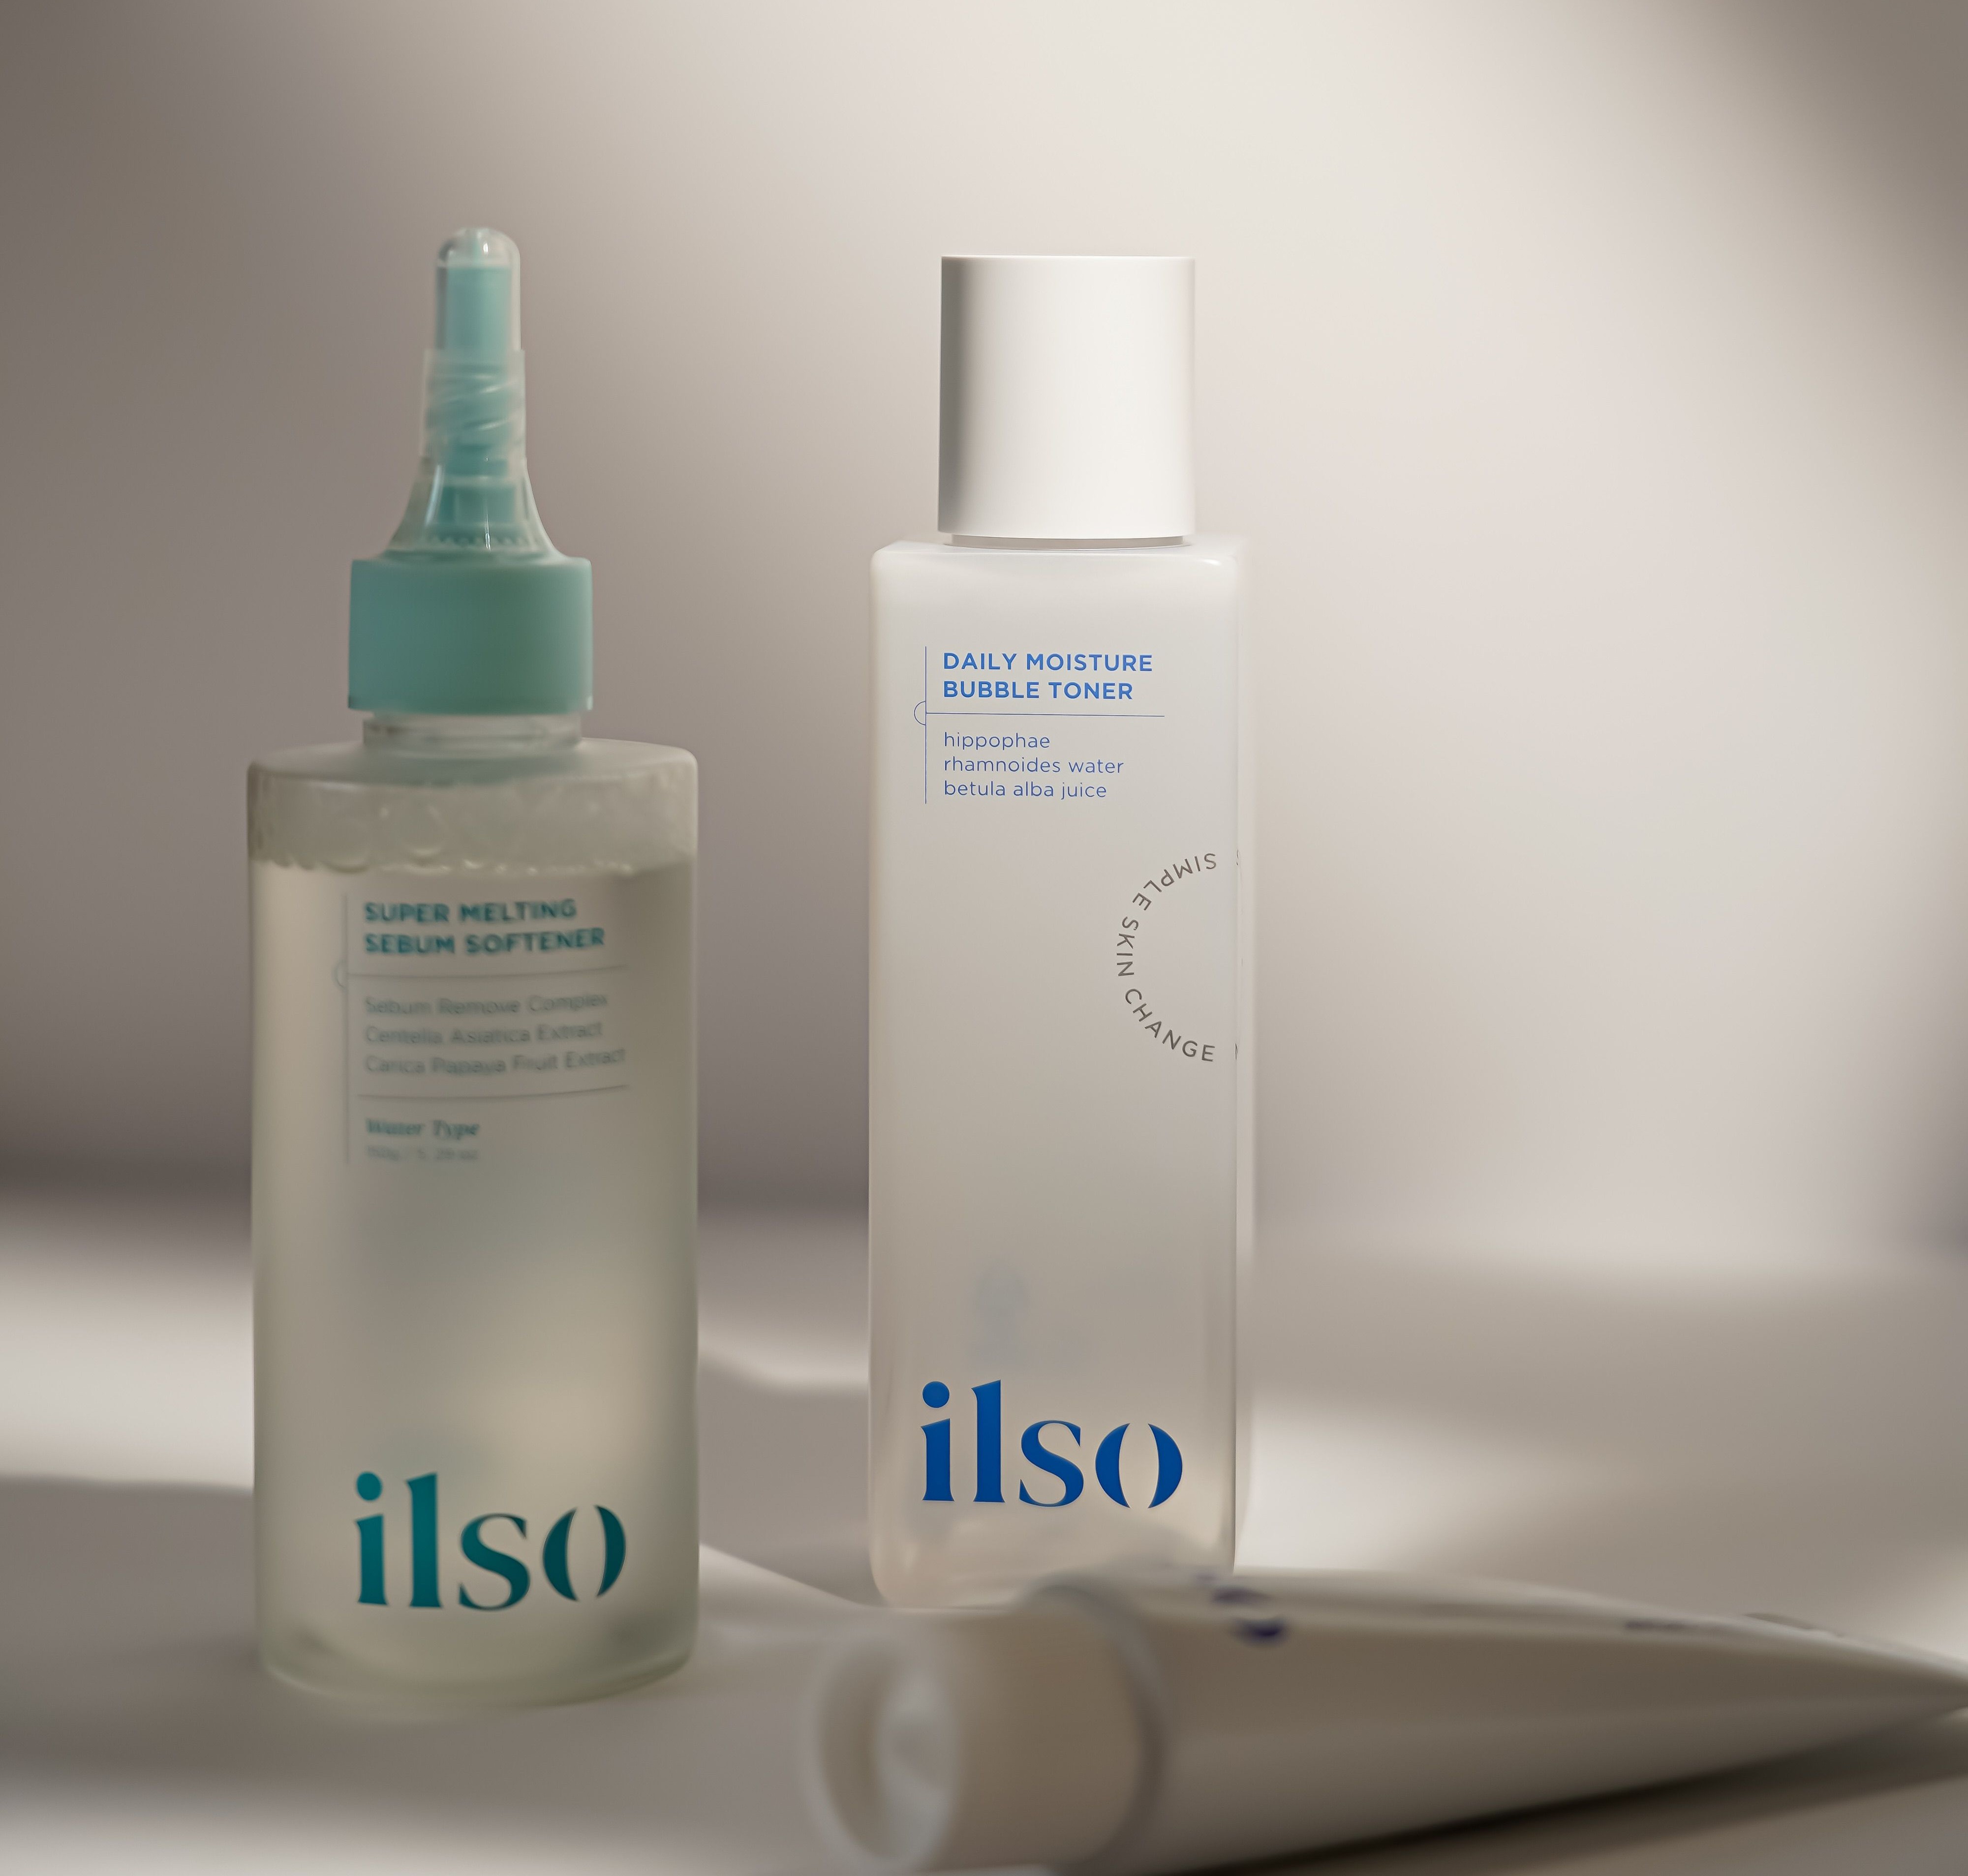 SUPER MELTING
SEBUM SOFTENER
Sebum Remove Complex
Centella Asiatica Extract
Carica Papaya Fruit Extract
Water Type
ilso
DAILY MOISTURE
BUBBLE TONER
hippophae
rhamnoides water
betula alba juice
SIMPLE SKIN CHANGE
ilso